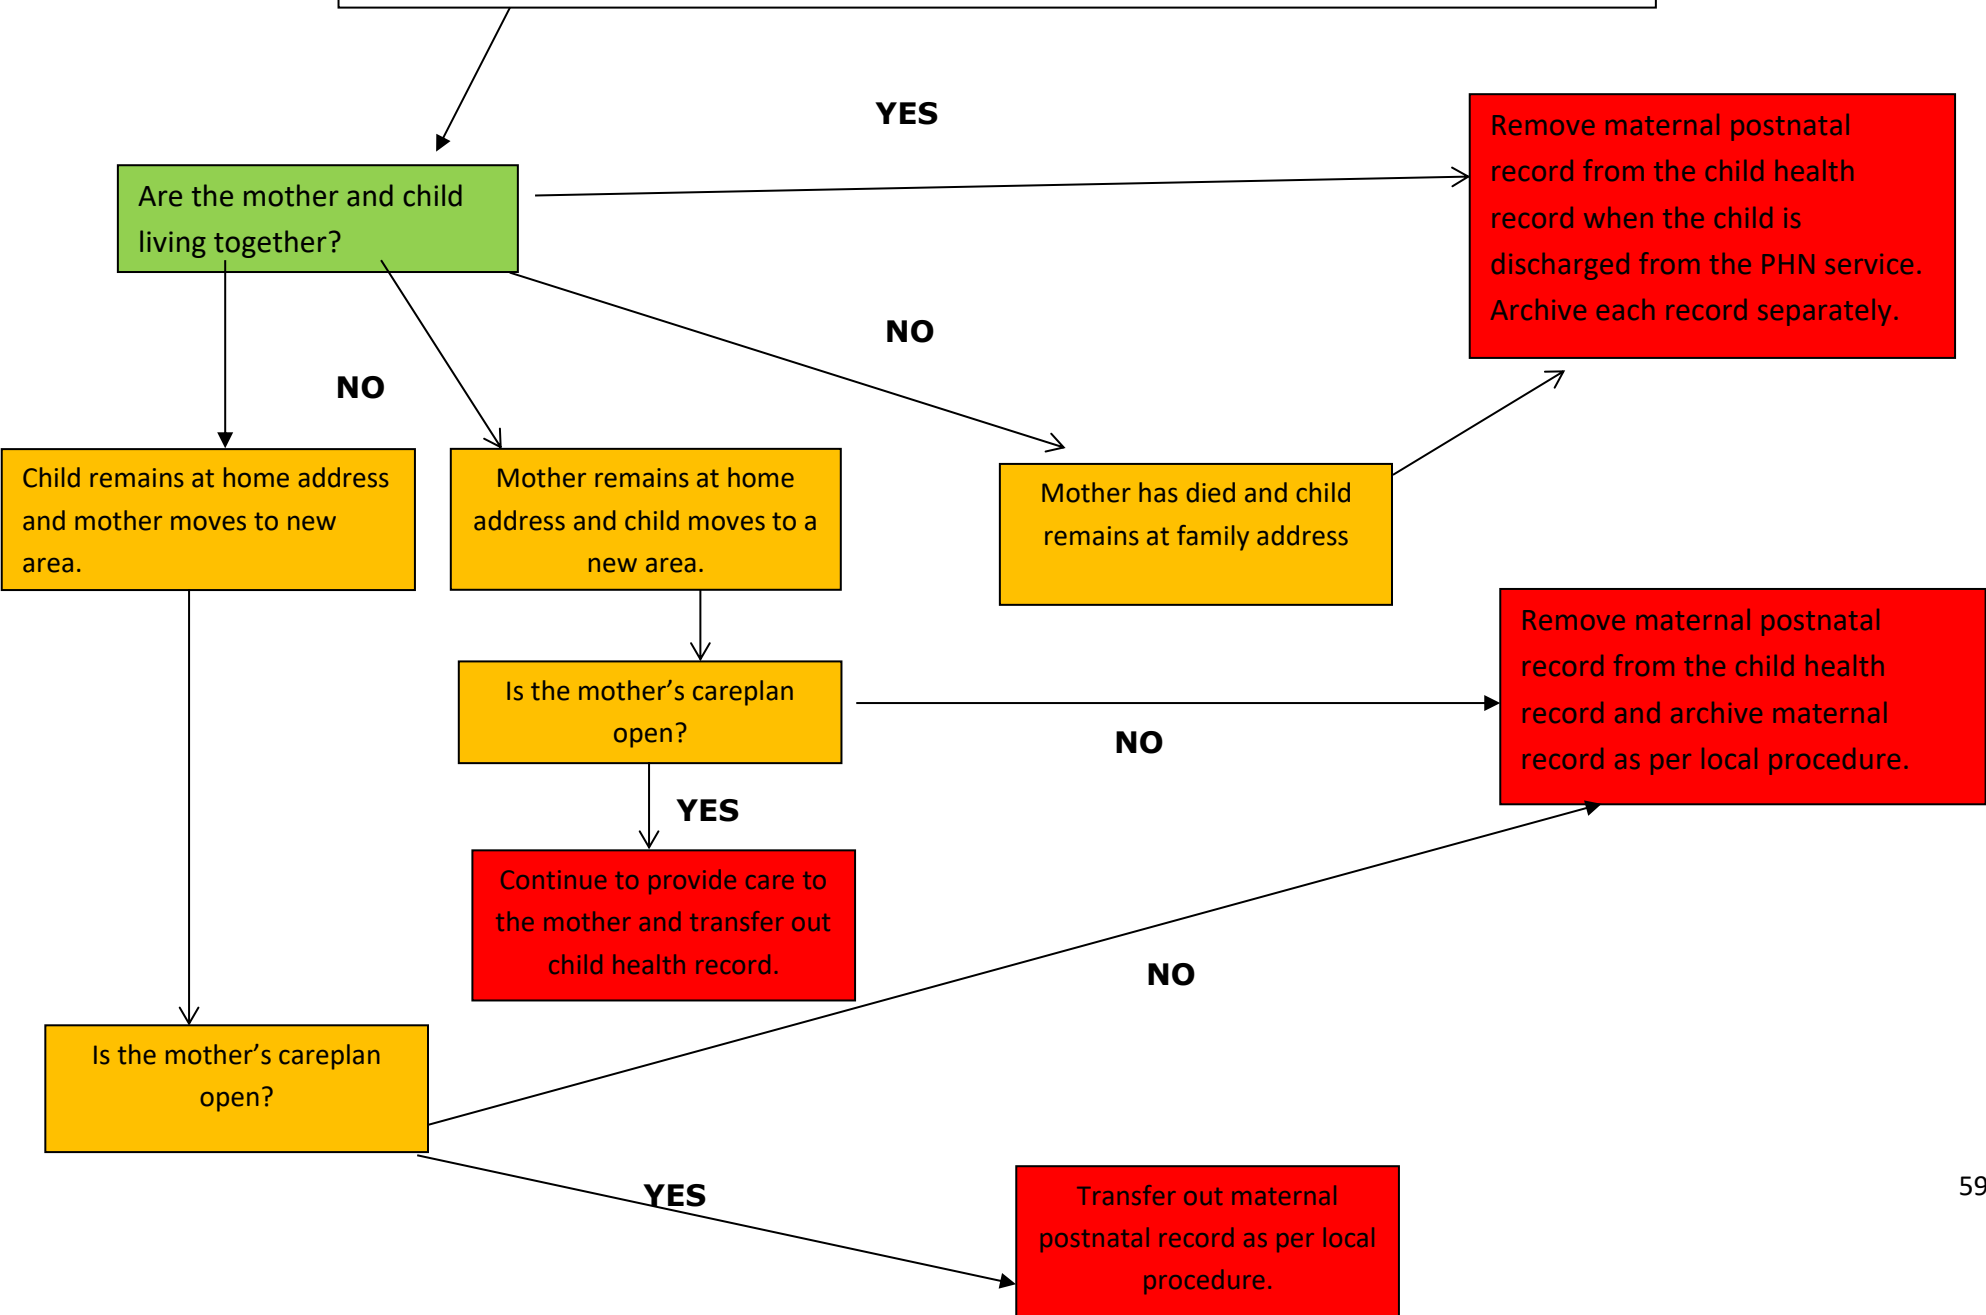 YES
Remove maternal postnatal
record from the child health
record when the child is
discharged from the PHN service.
Archive each record separately.
Are the mother and child
living together?
NO
NO
Child remains at home address
and mother moves to new
area.
Mother remains at home
address and child moves to a
new area.
Mother has died and child
remains at family address
Remove maternal postnatal
record from the child health
record and archive maternal
record as per local procedure.
Is the mother’s careplan
open?
NO
YES
Continue to provide care to
the mother and transfer out
child health record.
NO
Is the mother’s careplan
open?
YES
Transfer out maternal
postnatal record as per local
procedure.
59